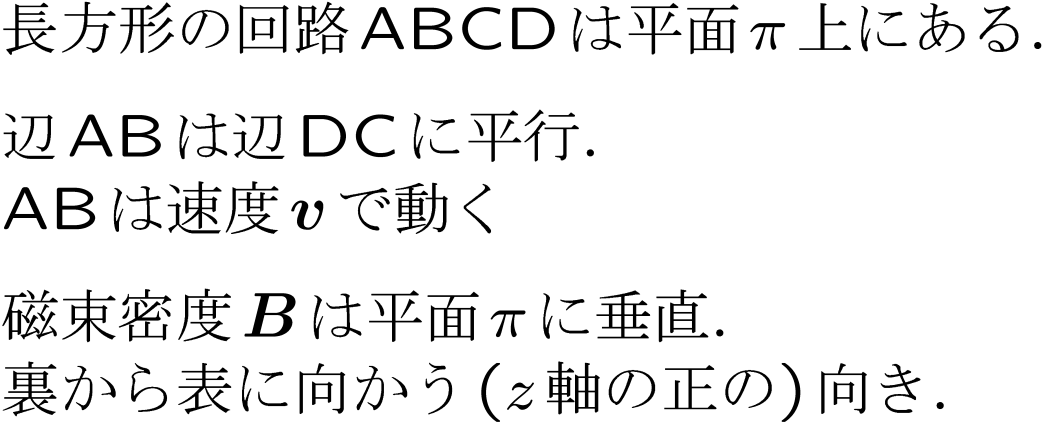 長方形の回路ABCDは平面π上にある.
辺ABは辺DCに平行.
ABは速度vで動く
磁束密度Bは平面πに垂直.
裏から表に向かう(z軸の正の)向き.